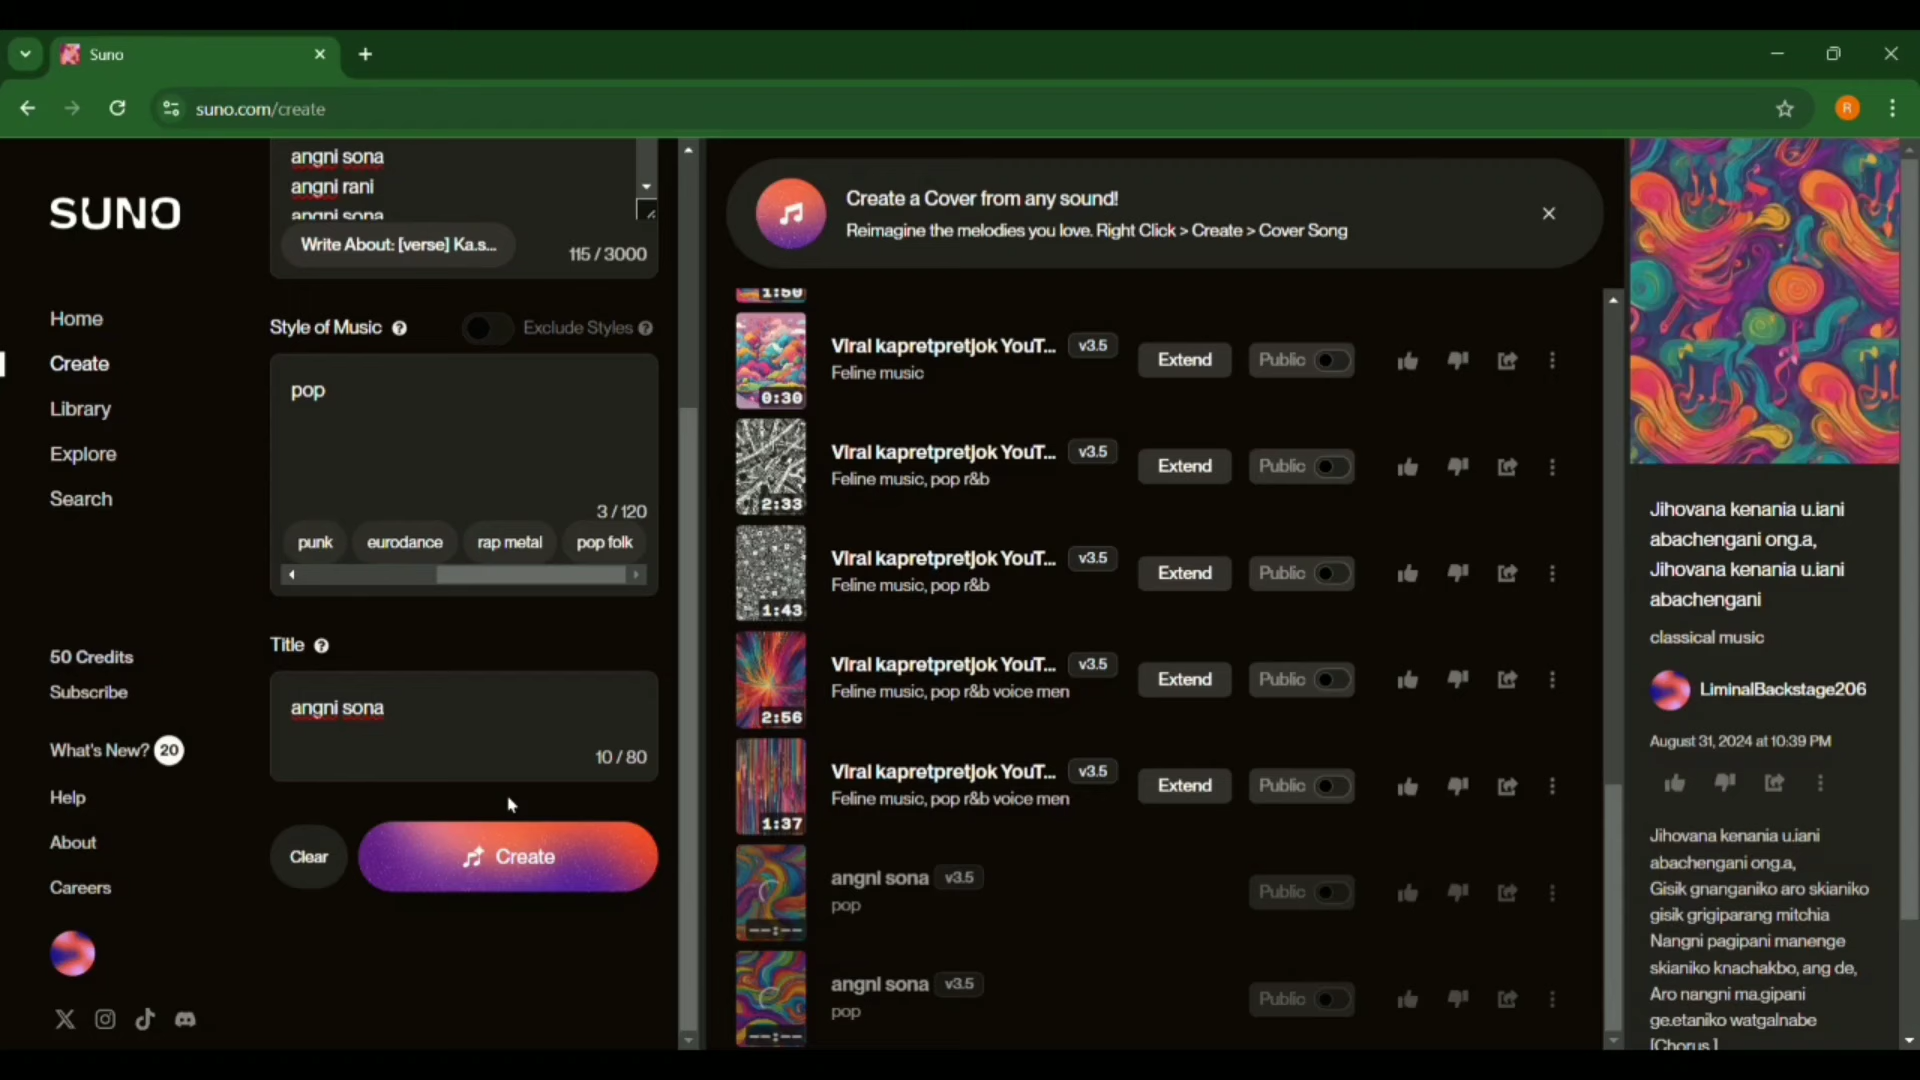 Suno
suno.com/create
SUNO
Home
Create
Library
Explore
Search
50 Credits
Subscribe
What's New? 20
Help
About
Careers
angni sona
angni rani
angni sona
Write About: [verse] Ka.s...
115 / 3000
Style of Music
Exclude Styles
pop
3 / 120
punk
eurodance
rap metal
pop folk
Title
angni sona
10 / 80
Clear
Create
Create a Cover from any sound!
Reimagine the melodies you love. Right Click > Create > Cover Song
1:50
Viral kapretpretjok YouT... v3.5
Feline music
0:30
Extend
Public
Viral kapretpretjok YouT... v3.5
Feline music, pop r&b
2:33
Extend
Public
Viral kapretpretjok YouT... v3.5
Feline music, pop r&b
1:43
Extend
Public
Viral kapretpretjok YouT... v3.5
Feline music, pop r&b voice men
2:56
Extend
Public
Viral kapretpretjok YouT... v3.5
Feline music, pop r&b voice men
1:37
Extend
Public
angni sona v3.5
pop
--:--
Public
angni sona v3.5
pop
--:--
Public
R
Jihovana kenania u.iani
abachengani ong.a,
Jihovana kenania u.iani
abachengani
classical music
LiminalBackstage206
August 31, 2024 at 10:39 PM
Jihovana kenania u.iani
abachengani ong.a,
Gisik gnanganiko aro skianiko
gisik grigiparang mitchia
Nangni pagipani manenge
skianiko knachakbo, ang de,
Aro nangni ma.gipani
ge.etaniko watgalnabe
[Chorus ]